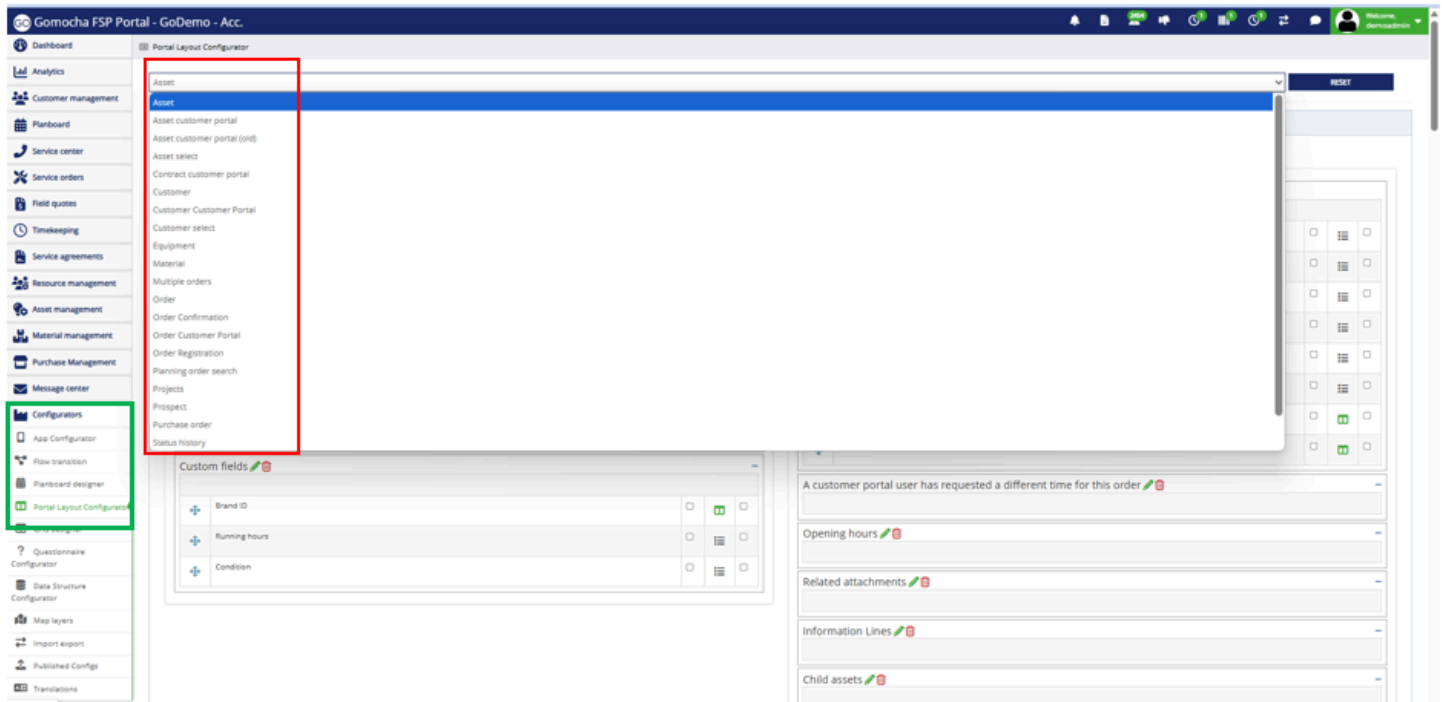 GO Gomocha FSP Portal - GoDemo - Acc.
2404
1
1
1
Welcome,
demoadmin
Dashboard
Analytics
Customer management
Planboard
Service center
Service orders
Field quotes
Timekeeping
Service agreements
Resource management
Asset management
Material management
Purchase Management
Message center
Configurators
App Configurator
Flow transition
Planboard designer
Portal Layout Configurator
Questionnaire
Configurator
Data Structure
Configurator
Map layers
Import export
Published Configs
Translations
Portal Layout Configurator
Asset
RESET
Asset
Asset customer portal
Asset customer portal (old)
Asset select
Contract customer portal
Customer
Customer Customer Portal
Customer select
Equipment
Material
Multiple orders
Order
Order Confirmation
Order Customer Portal
Order Registration
Planning order search
Projects
Prospect
Purchase order
Status history
Custom fields
Brand ID
Running hours
Condition
A customer portal user has requested a different time for this order
Opening hours
Related attachments
Information Lines
Child assets